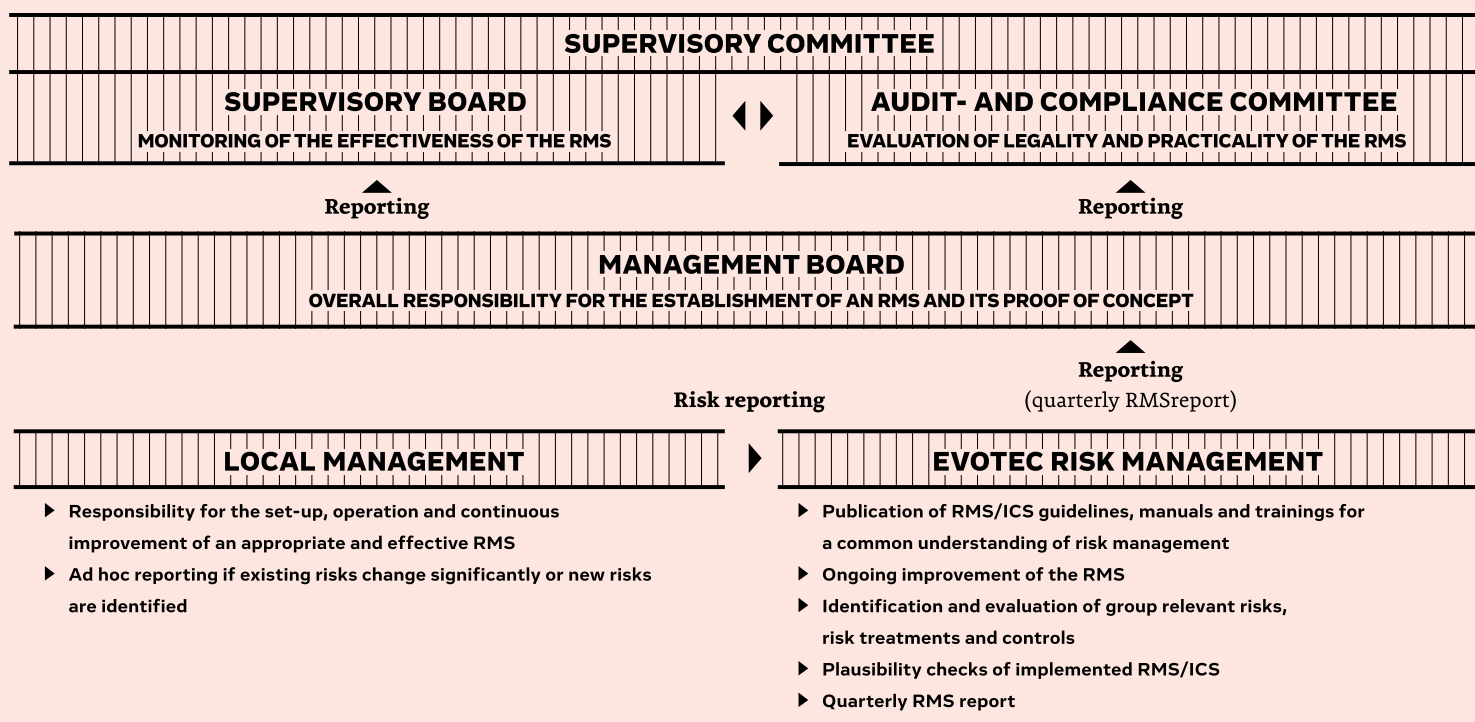 SUPERVISORY COMMITTEE
SUPERVISORY BOARD
MONITORING OF THE EFFECTIVENESS OF THE RMS
AUDIT- AND COMPLIANCE COMMITTEE
EVALUATION OF LEGALITY AND PRACTICALITY OF THE RMS
Reporting
Reporting
MANAGEMENT BOARD
OVERALL RESPONSIBILITY FOR THE ESTABLISHMENT OF AN RMS AND ITS PROOF OF CONCEPT
Reporting
(quarterly RMSreport)
Risk reporting
LOCAL MANAGEMENT
Responsibility for the set-up, operation and continuous
improvement of an appropriate and effective RMS
Ad hoc reporting if existing risks change significantly or new risks
are identified
EVOTEC RISK MANAGEMENT
Publication of RMS/ICS guidelines, manuals and trainings for
a common understanding of risk management
Ongoing improvement of the RMS
Identification and evaluation of group relevant risks,
risk treatments and controls
Plausibility checks of implemented RMS/ICS
Quarterly RMS report